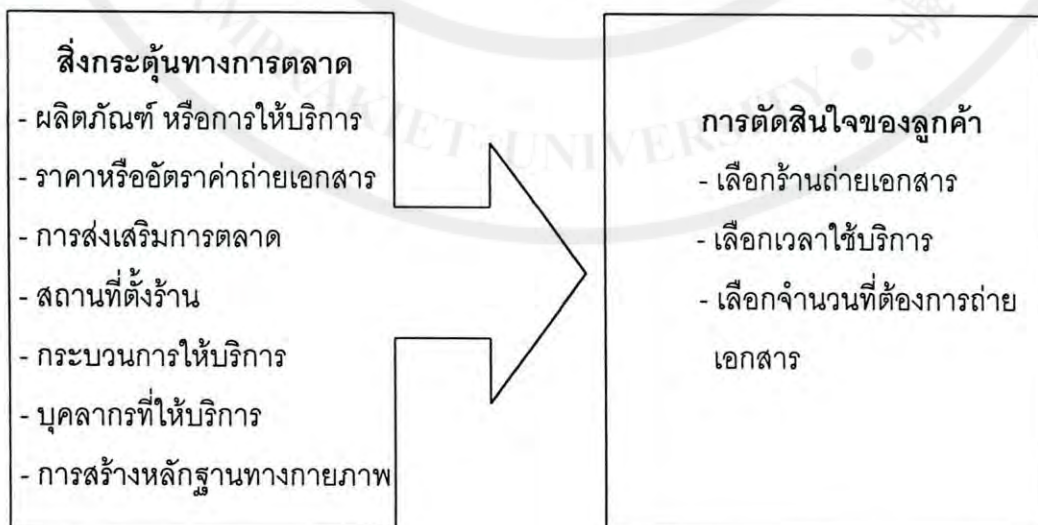 สิ่งกระตุ้นทางการตลาด
- ผลิตภัณฑ์ หรือการให้บริการ
- ราคาหรืออัตราค่าถ่ายเอกสาร
- การส่งเสริมการตลาด
- สถานที่ตั้งร้าน
- กระบวนการให้บริการ
- บุคลากรที่ให้บริการ
- การสร้างหลักฐานทางกายภาพ
การตัดสินใจของลูกค้า
- เลือกร้านถ่ายเอกสาร
- เลือกเวลาใช้บริการ
- เลือกจำนวนที่ต้องการถ่าย
เอกสาร
UNIVERSITY